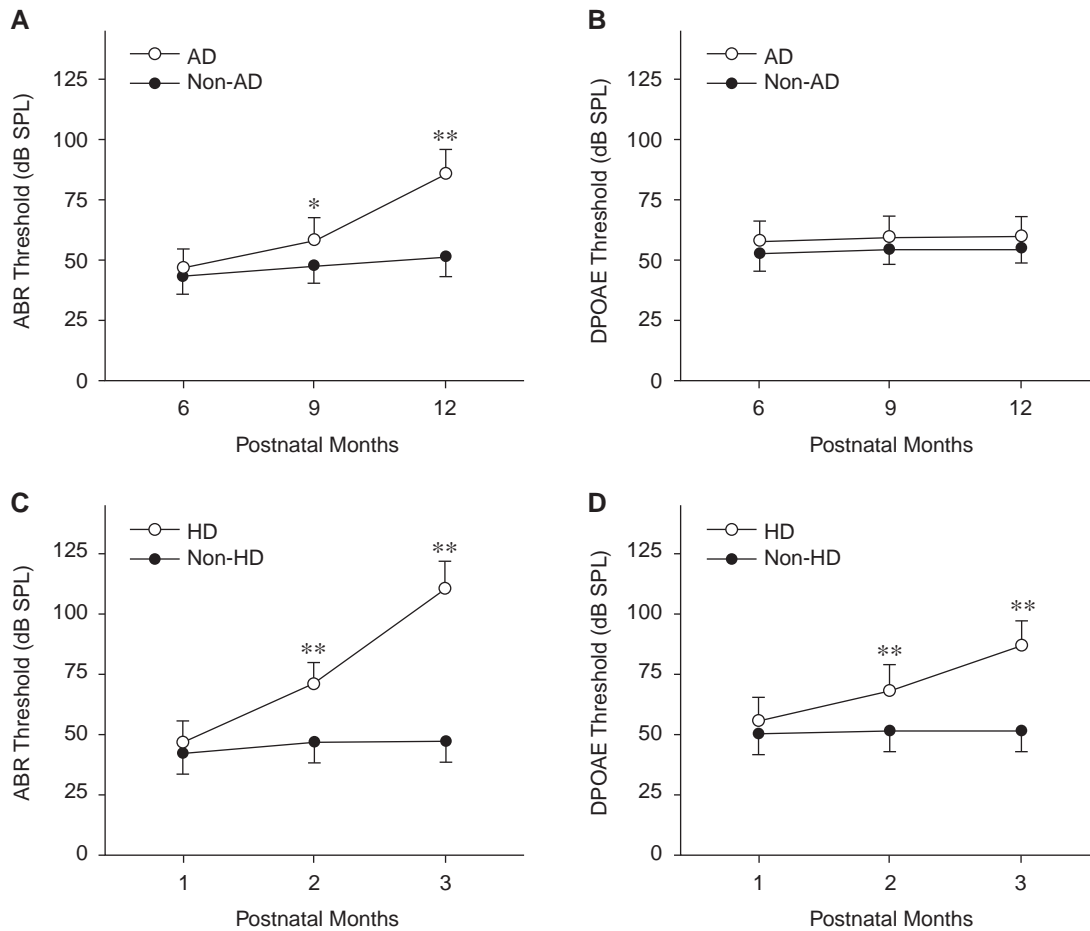 A
AD
Non-AD
ABR Threshold (dB SPL)
125
100
75
50
25
0
*
**
6
9
12
Postnatal Months
B
AD
Non-AD
DPOAE Threshold (dB SPL)
125
100
75
50
25
0
6
9
12
Postnatal Months
C
HD
Non-HD
ABR Threshold (dB SPL)
125
100
75
50
25
0
**
**
1
2
3
Postnatal Months
D
HD
Non-HD
DPOAE Threshold (dB SPL)
125
100
75
50
25
0
**
**
1
2
3
Postnatal Months